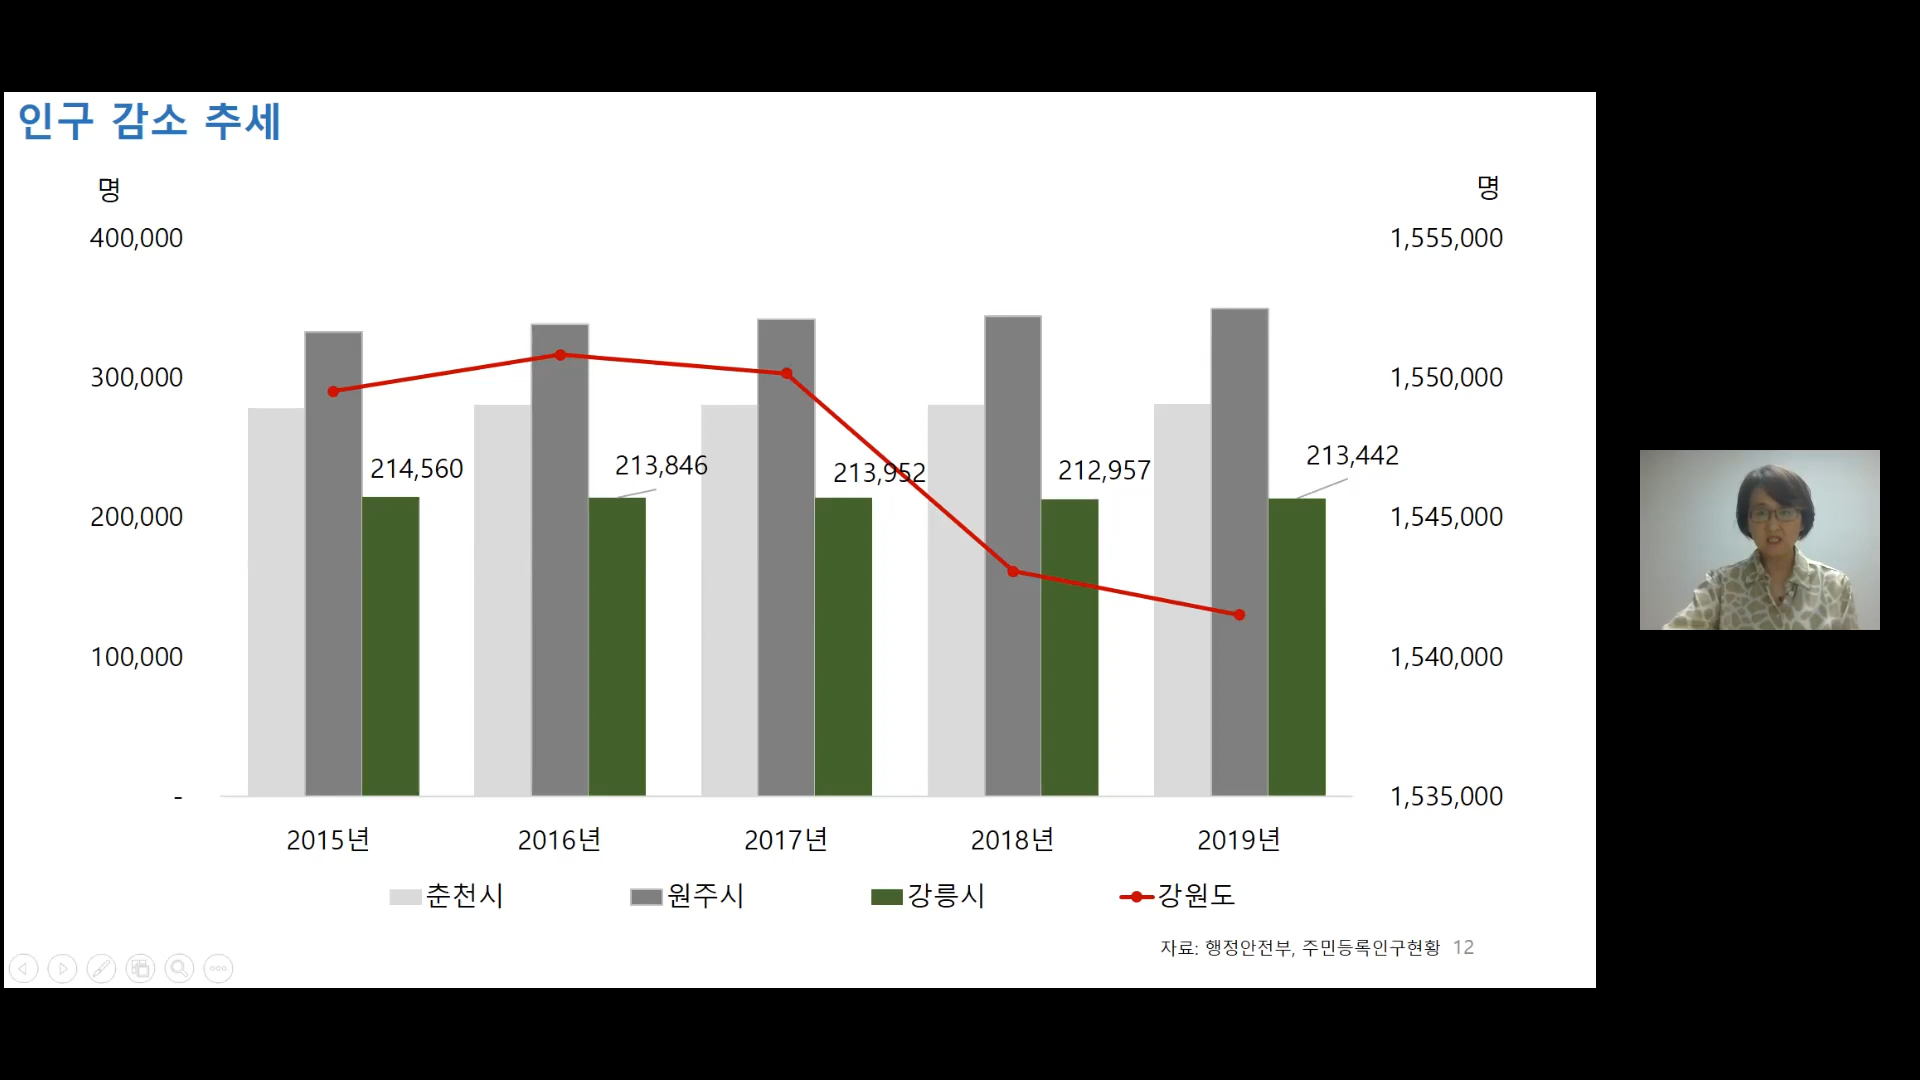 인구 감소 추세
명
명
400,000
1,555,000
300,000
1,550,000
214,560
213,846
213,952
212,957
213,442
200,000
1,545,000
100,000
1,540,000
-
1,535,000
2015년
2016년
2017년
2018년
2019년
춘천시
원주시
강릉시
강원도
자료: 행정안전부, 주민등록인구현황 12